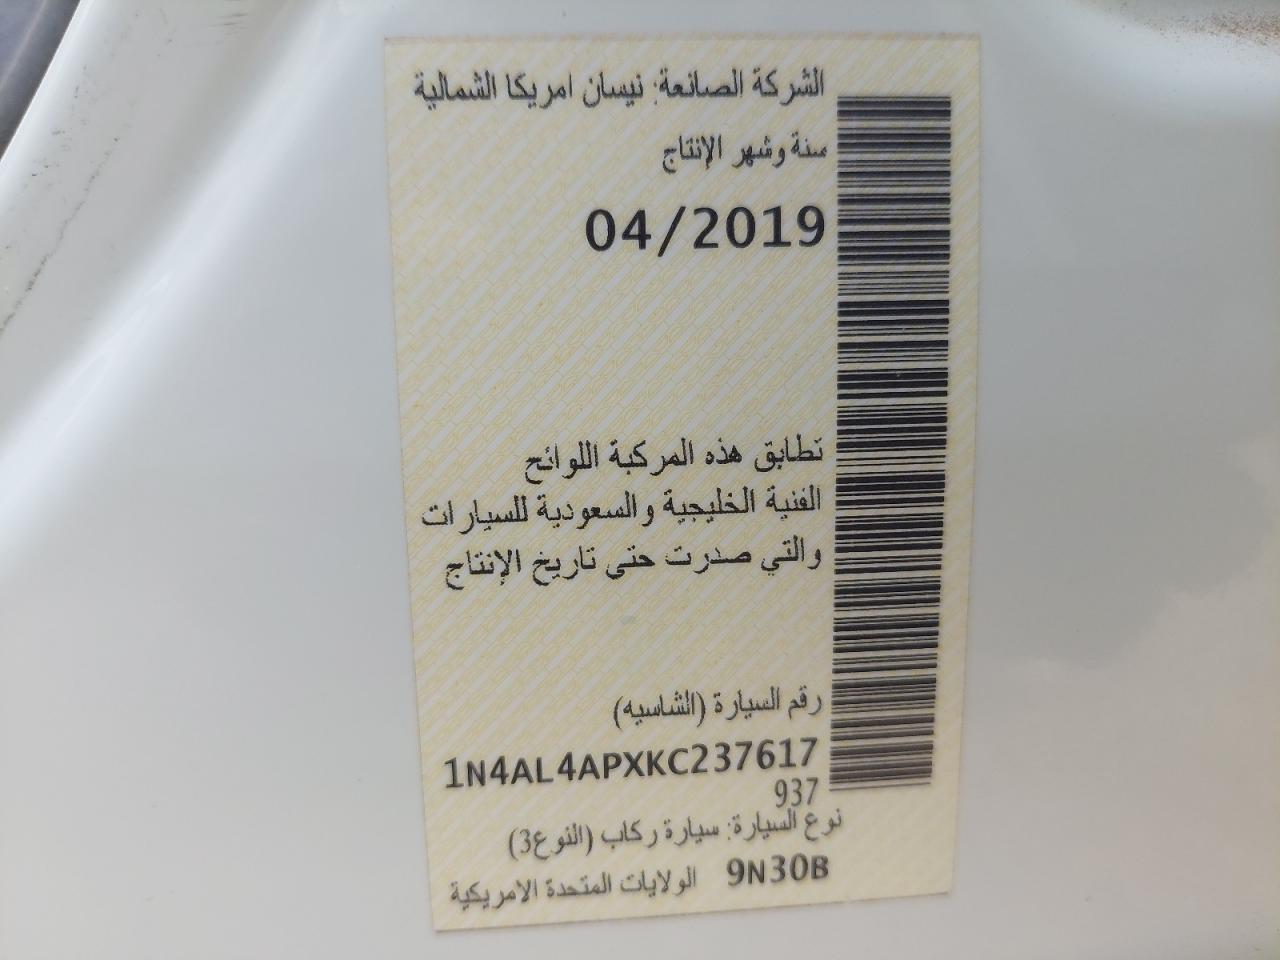 الشركة الصانعة: نيسان امريكا الشمالية
سنة وشهر الإنتاج
04/2019
تطابق هذه المركبة اللوائح
الفنية الخليجية والسعودية للسيارات
والتي صدرت حتى تاريخ الإنتاج
رقم السيارة (الشاسيه)
1N4AL4APXKC237617
937
نوع السيارة: سيارة ركاب (النوع3)
9N30B الولايات المتحدة الامريكية